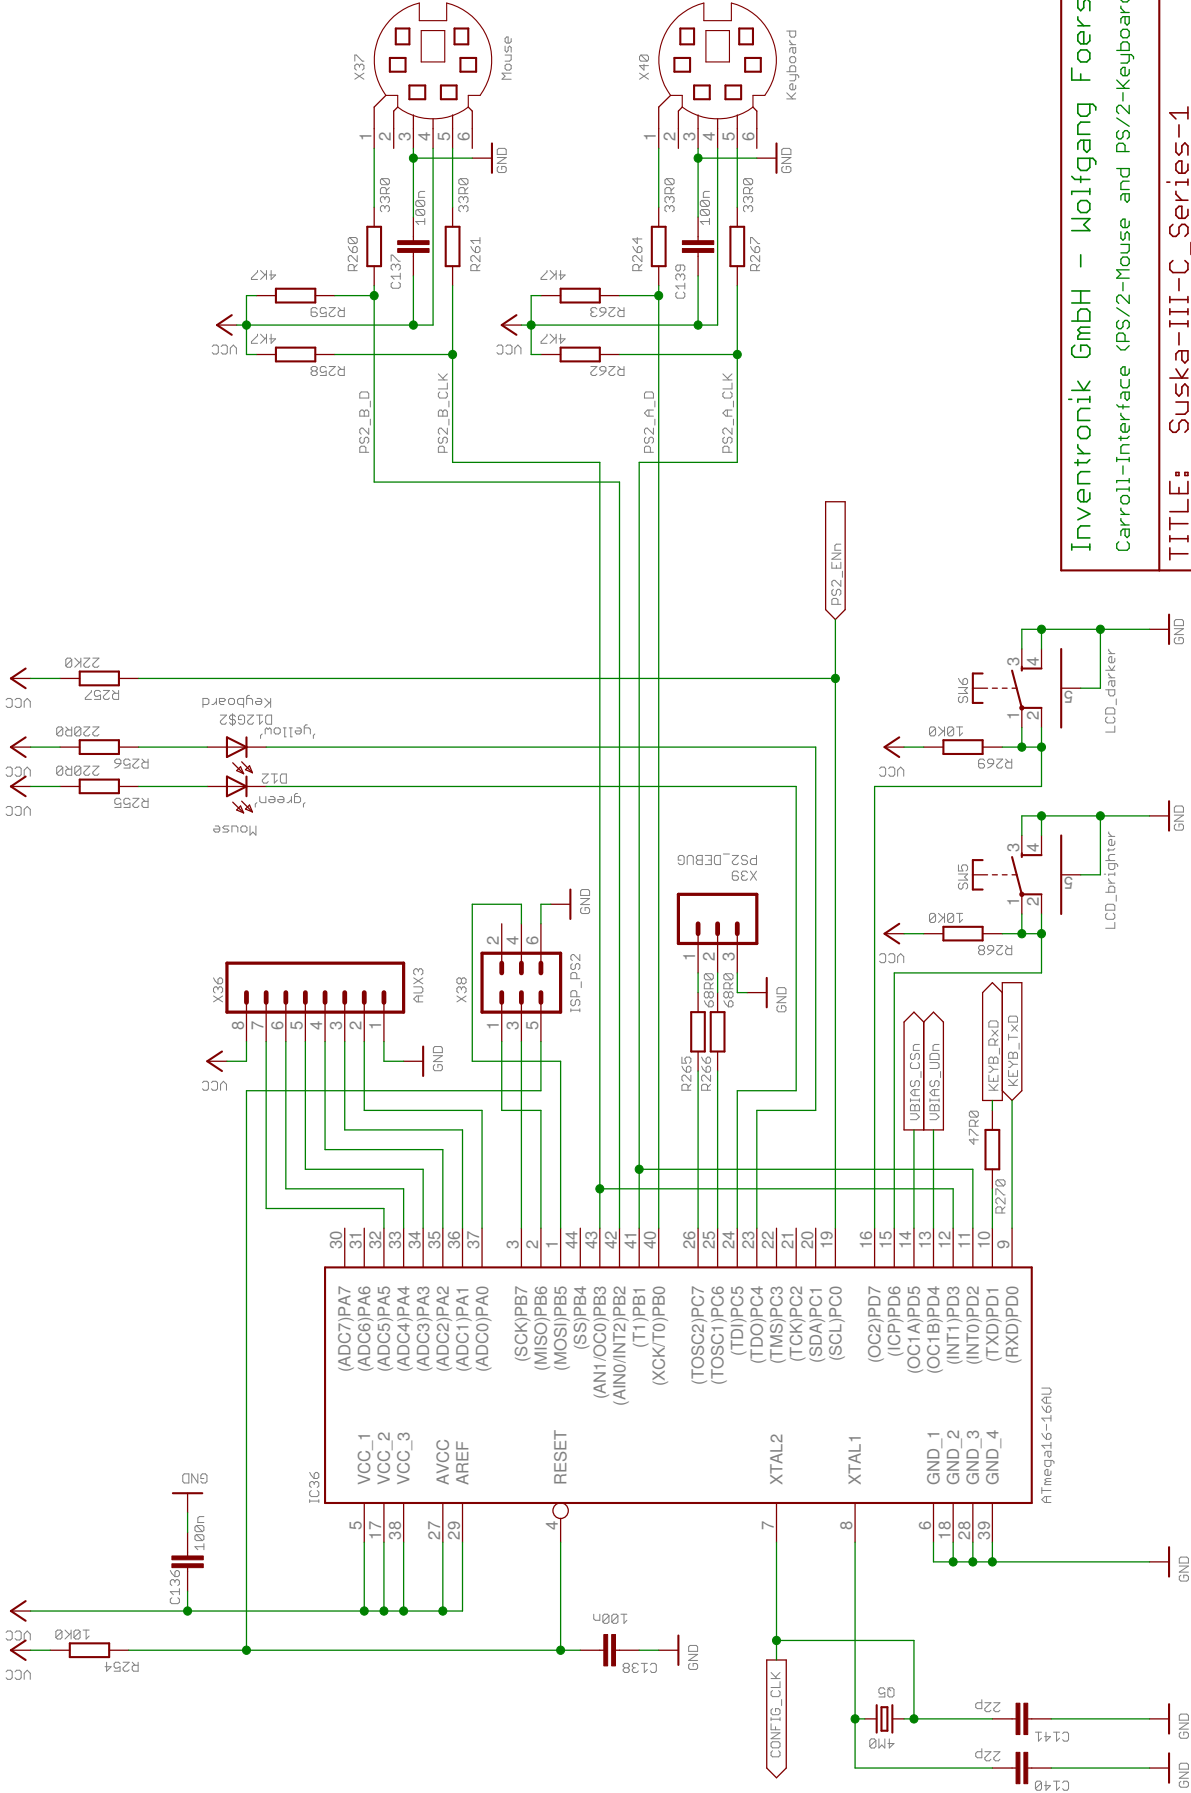 X37
Mouse
1
2
3
4
5
6
GND
R260
33R0
C137
100n
R261
33R0
4K7
R259
4K7
R258
VCC
PS2_B_D
PS2_B_CLK
X40
Keyboard
1
2
3
4
5
6
GND
R264
33R0
C139
100n
R267
33R0
4K7
R263
4K7
R262
VCC
PS2_A_D
PS2_A_CLK
Inventronik GmbH - Wolfgang Foers
Carroll-Interface (PS/2-Mouse and PS/2-Keyboard
TITLE: Suska-III-C_Series-1
PS2_ENn
VCC
22K0
R257
VCC
220R0
R256
Keyboard
D12G$2
'yellow'
VCC
220R0
R255
D12
'green'
Mouse
SW6
1
2
3
4
5
LCD_darker
GND
VCC
10K0
R269
SW5
1
2
3
4
5
LCD_brighter
GND
VCC
10K0
R268
X36
AUX3
8
7
6
5
4
3
2
1
VCC
GND
X38
ISP_PS2
2
4
6
1
3
5
GND
PS2_DEBUG
X39
1
2
3
R265
68R0
R266
68R0
GND
VBIAS_CSn
VBIAS_UDn
KEYB_RxD
KEYB_TxD
47R0
R270
30
31
32
33
34
35
36
37
3
2
1
44
43
42
41
40
26
25
24
23
22
21
20
19
16
15
14
13
12
11
10
9
(ADC7)PA7
(ADC6)PA6
(ADC5)PA5
(ADC4)PA4
(ADC3)PA3
(ADC2)PA2
(ADC1)PA1
(ADC0)PA0
(SCK)PB7
(MISO)PB6
(MOSI)PB5
(SS)PB4
(AN1/OC0)PB3
(AIN0/INT2)PB2
(T1)PB1
(XCK/T0)PB0
(TOSC2)PC7
(TOSC1)PC6
(TDI)PC5
(TDO)PC4
(TMS)PC3
(TCK)PC2
(SDA)PC1
(SCL)PC0
(OC2)PD7
(ICP)PD6
(OC1A)PD5
(OC1B)PD4
(INT1)PD3
(INT0)PD2
(TXD)PD1
(RXD)PD0
IC36
VCC_1
VCC_2
VCC_3
AVCC
AREF
RESET
XTAL2
XTAL1
GND_1
GND_2
GND_3
GND_4
ATmega16-16AU
5
17
38
27
29
4
7
8
6
18
28
39
GND
C136
100n
VCC
VCC
10K0
R254
100n
C138
GND
CONFIG_CLK
Q5
4M0
22p
C141
GND
22p
C140
GND
GND